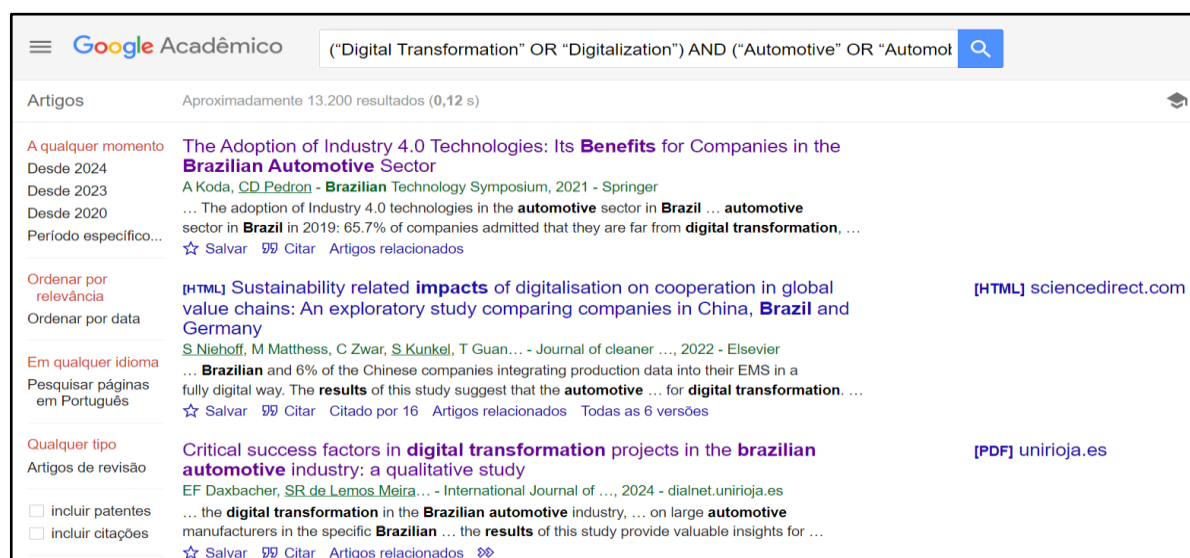 Google Acadêmico
(“Digital Transformation” OR “Digitalization”) AND (“Automotive” OR “Automob
Artigos
Aproximadamente 13.200 resultados (0,12 s)
A qualquer momento
Desde 2024
Desde 2023
Desde 2020
Período específico...
Ordenar por
relevância
Ordenar por data
Em qualquer idioma
Pesquisar páginas
em Português
Qualquer tipo
Artigos de revisão
incluir patentes
incluir citações
The Adoption of Industry 4.0 Technologies: Its Benefits for Companies in the
Brazilian Automotive Sector
A Koda, CD Pedron - Brazilian Technology Symposium, 2021 - Springer
... The adoption of Industry 4.0 technologies in the automotive sector in Brazil ... automotive
sector in Brazil in 2019: 65.7% of companies admitted that they are far from digital transformation, ...
Salvar Citar Artigos relacionados
[HTML] Sustainability related impacts of digitalisation on cooperation in global
value chains: An exploratory study comparing companies in China, Brazil and
Germany
S Niehoff, M Matthess, C Zwar, S Kunkel, T Guan... - Journal of cleaner ..., 2022 - Elsevier
... Brazilian and 6% of the Chinese companies integrating production data into their EMS in a
fully digital way. The results of this study suggest that the automotive ... for digital transformation. ...
Salvar Citar Citado por 16 Artigos relacionados Todas as 6 versões
[HTML] sciencedirect.com
Critical success factors in digital transformation projects in the brazilian
automotive industry: a qualitative study
EF Daxbacher, SR de Lemos Meira... - International Journal of ..., 2024 - dialnet.unirioja.es
... the digital transformation in the Brazilian automotive industry, ... on large automotive
manufacturers in the specific Brazilian ... the results of this study provide valuable insights for ...
Salvar Citar Artigos relacionados
[PDF] unirioja.es